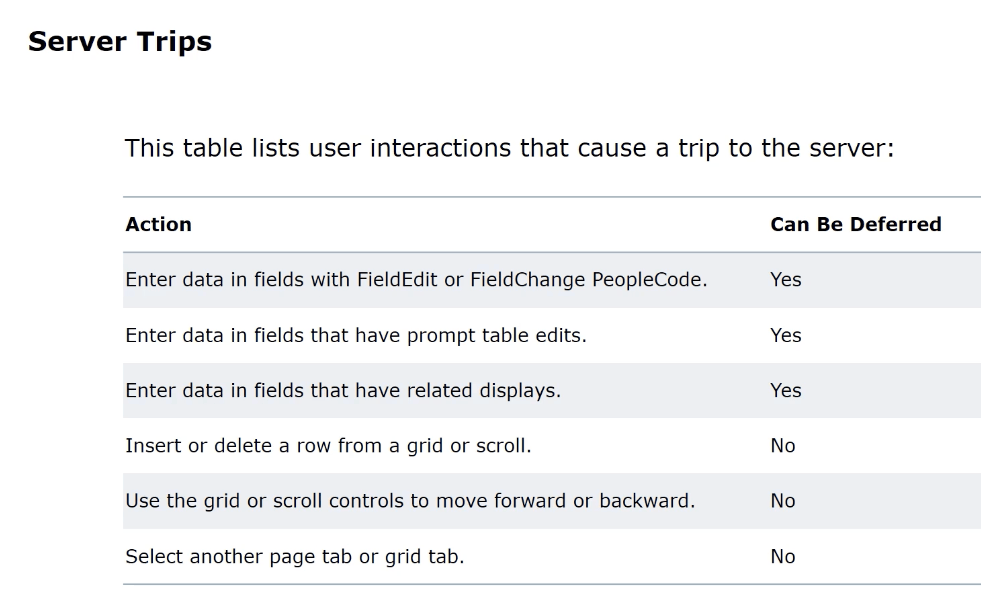 Server Trips
This table lists user interactions that cause a trip to the server:
Action Can Be Deferred
Enter data in fields with FieldEdit or FieldChange PeopleCode. Yes
Enter data in fields that have prompt table edits. Yes
Enter data in fields that have related displays. Yes
Insert or delete a row from a grid or scroll. No
Use the grid or scroll controls to move forward or backward. No
Select another page tab or grid tab. No